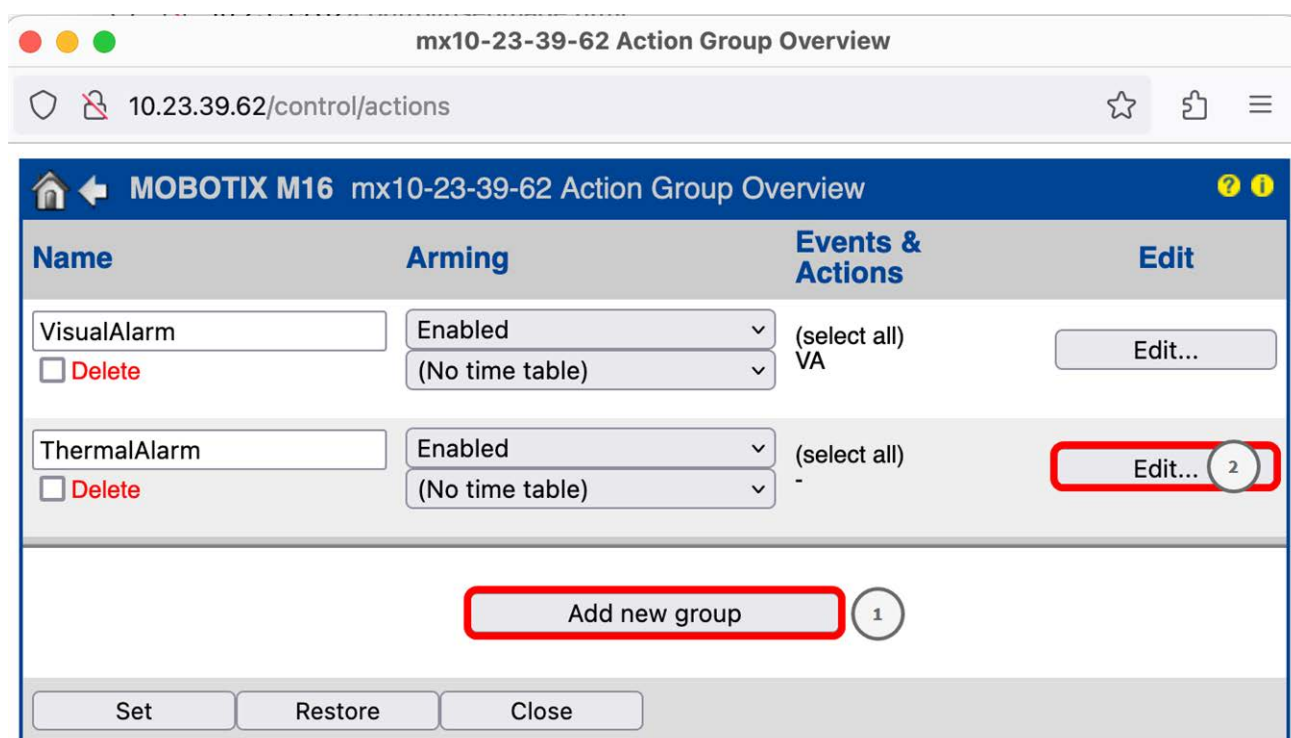 mx10-23-39-62 Action Group Overview
10.23.39.62/control/actions
MOBOTIX M16 mx10-23-39-62 Action Group Overview ? i
Name Arming Events & Actions Edit
VisualAlarm Enabled (select all) Edit...
Delete (No time table) VA
ThermalAlarm Enabled (select all) Edit... 2
Delete (No time table) -
Add new group 1
Set Restore Close